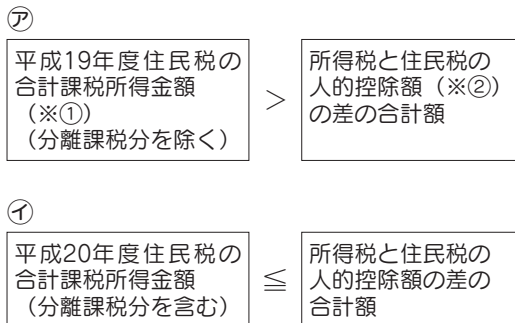 ㋐
平成19年度住民税の
合計課税所得金額
（※①）
（分離課税分を除く）
＞
所得税と住民税の
人的控除額（※②）
の差の合計額
㋑
平成20年度住民税の
合計課税所得金額
（分離課税分を含む）
≦
所得税と住民税の
人的控除額の差の
合計額